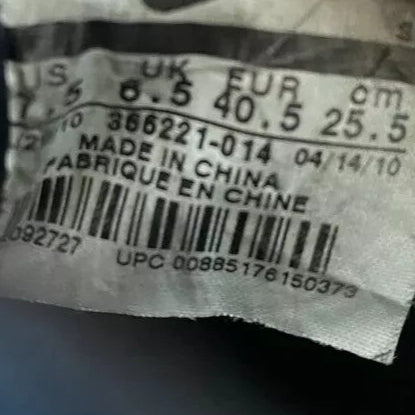 US UK EUR cm
7.5 6.5 40.5 25.5
366221-014 04/14/10
MADE IN CHINA
FABRIQUE EN CHINE
UPC 00885176150373